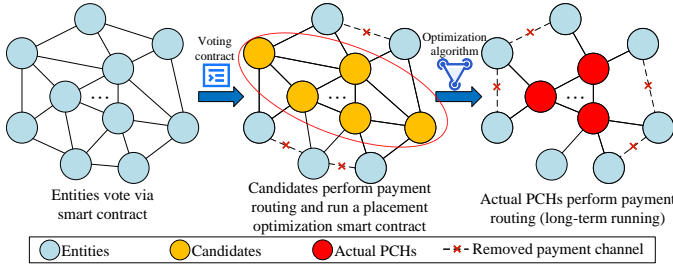 Voting
contract
Optimization
algorithm
...
...
...
Entities vote via
smart contract
Candidates perform payment
routing and run a placement
optimization smart contract
Actual PCHs perform payment
routing (long-term running)
Entities
Candidates
Actual PCHs
Removed payment channel